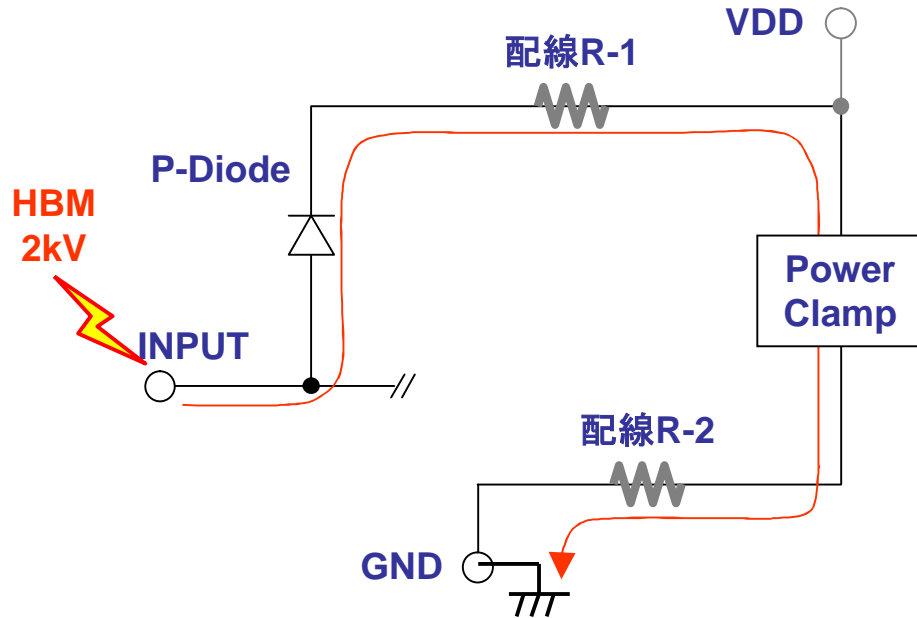 VDD
配線R-1
P-Diode
HBM
2kV
Power
Clamp
INPUT
配線R-2
GND